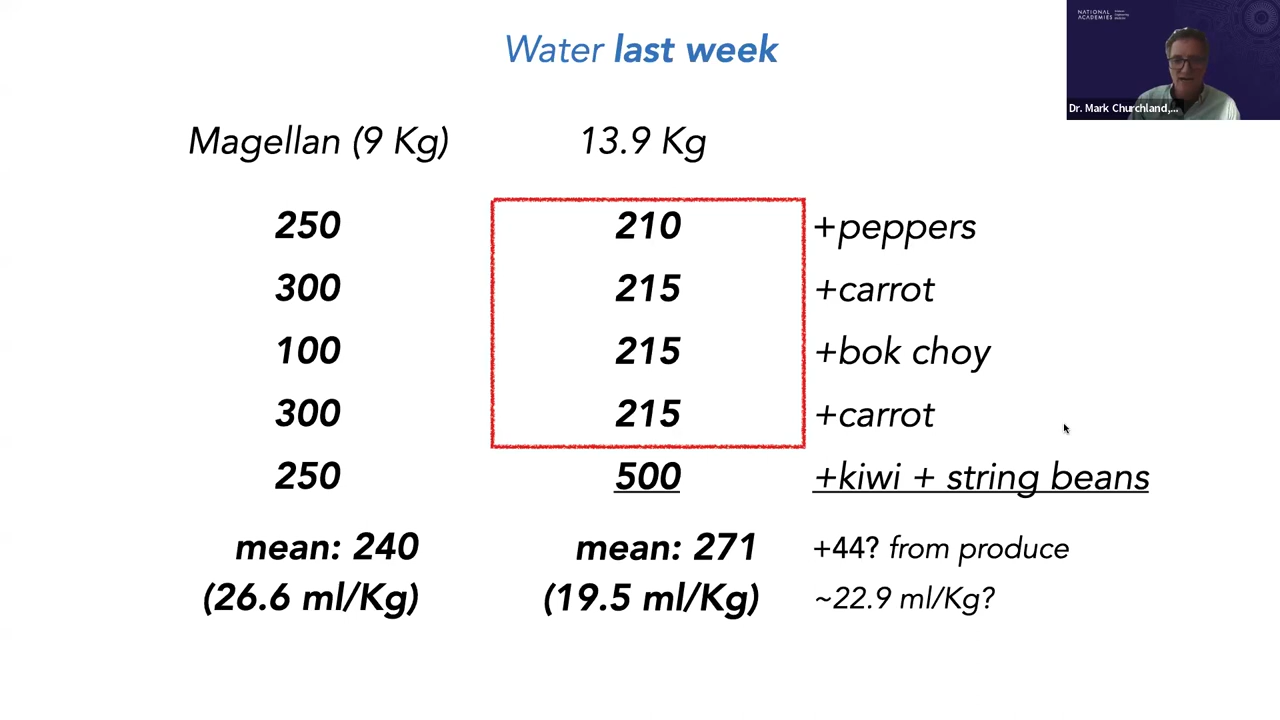 Water last week
NATIONAL
ACADEMIES
Dr. Mark Churchland,...
Magellan (9 Kg) 13.9 Kg
250 210 +peppers
300 215 +carrot
100 215 +bok choy
300 215 +carrot
250 500 +kiwi + string beans
mean: 240 mean: 271 +44? from produce
(26.6 ml/Kg) (19.5 ml/Kg) ~22.9 ml/Kg?